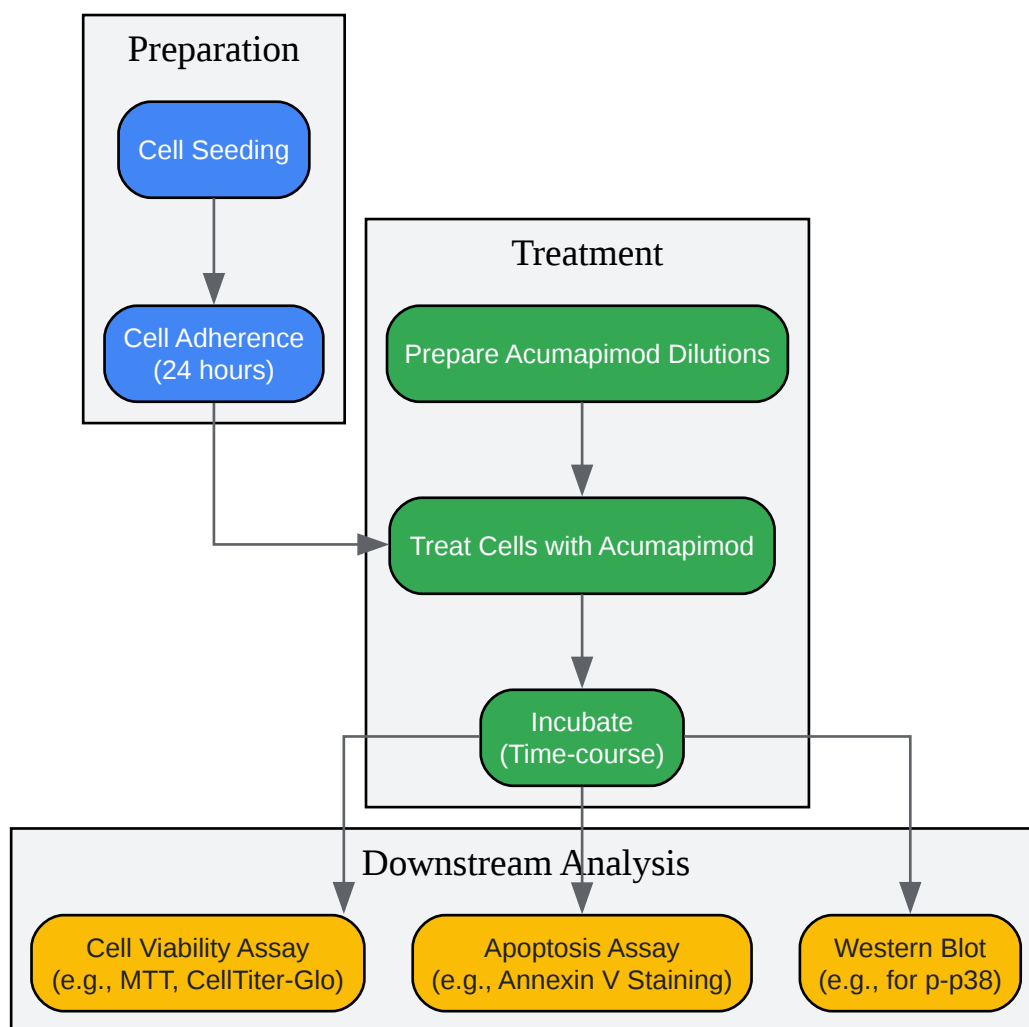 Preparation
Cell Seeding
Cell Adherence
(24 hours)
Treatment
Prepare Acumapimod Dilutions
Treat Cells with Acumapimod
Incubate
(Time-course)
Downstream Analysis
Cell Viability Assay
(e.g., MTT, CellTiter-Glo)
Apoptosis Assay
(e.g., Annexin V Staining)
Western Blot
(e.g., for p-p38)